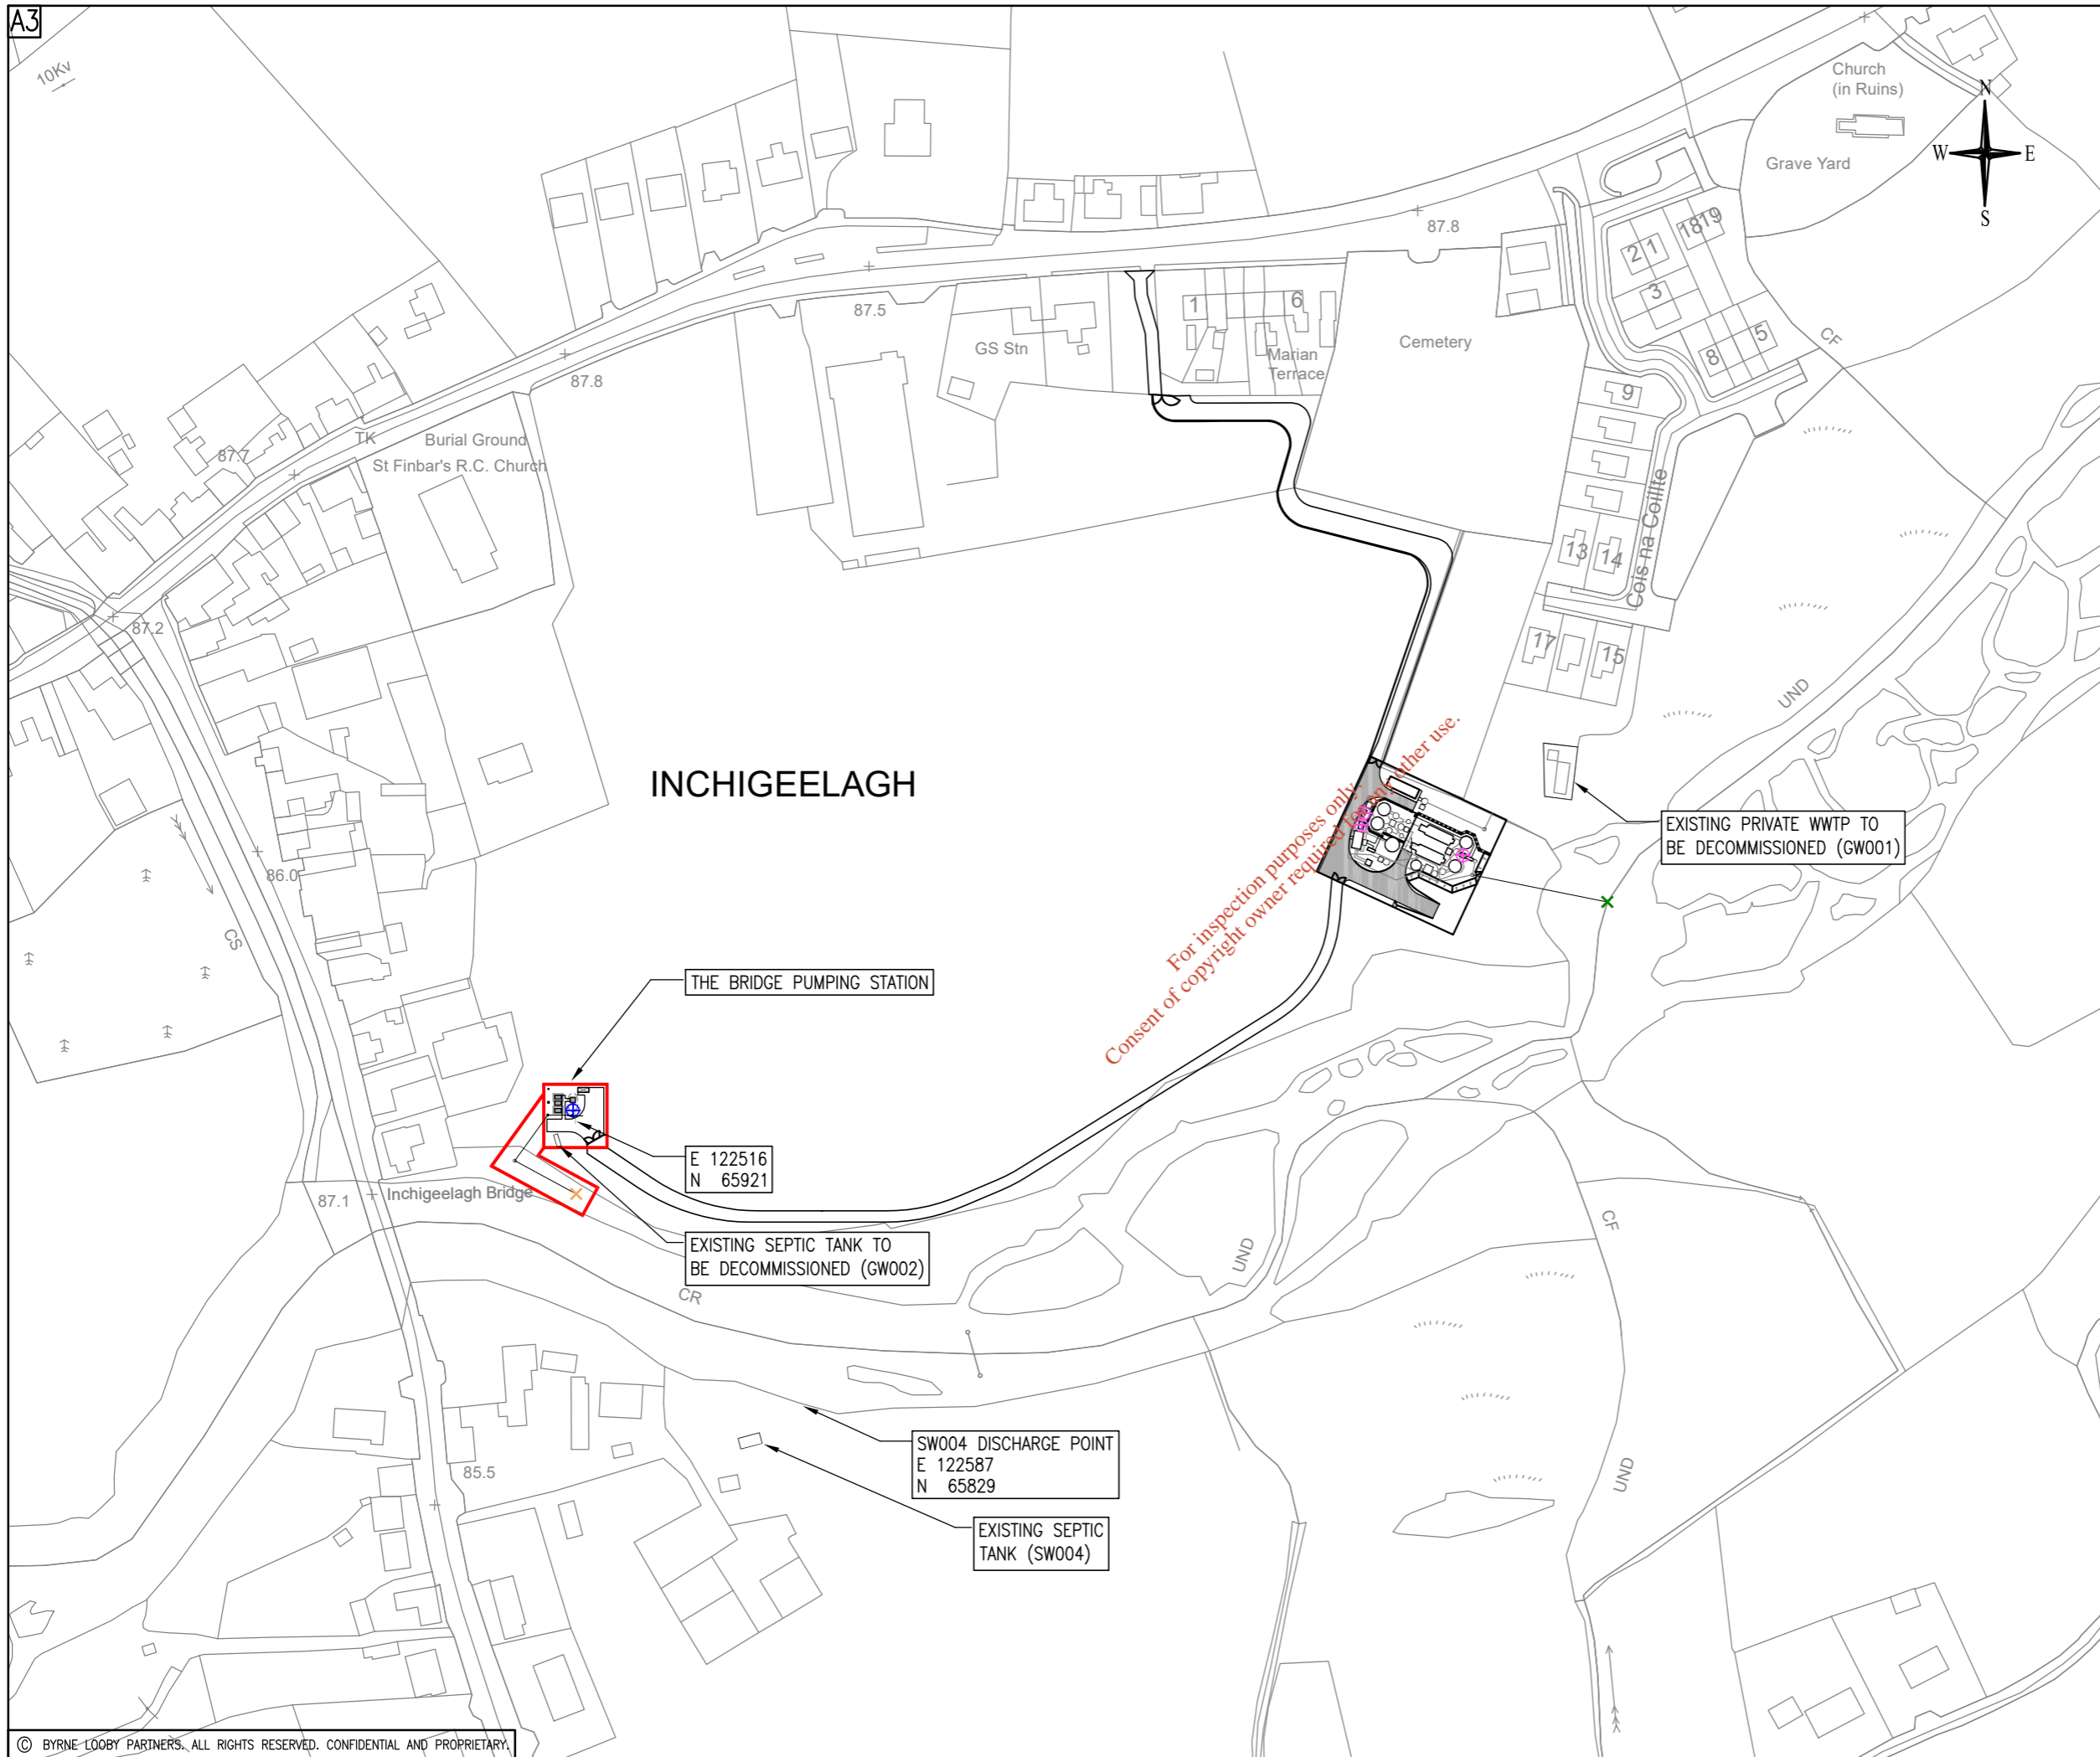 A3
10Kv
Church
(in Ruins)
N
W E
S
Grave Yard
87.8
87.5
87.8
GS Stn
1
6
Marian
Terrace
Cemetery
2 1
18 19
3
8
5
CF
9
13
14
Cois na Coillte
17
15
TK
87.7
Burial Ground
St Finbar's R.C. Church
87.2
86.0
CS
INCHIGEELAGH
UND
EXISTING PRIVATE WWTP TO
BE DECOMMISSIONED (GW001)
For inspection purposes only.
Consent of copyright owner required for any other use.
THE BRIDGE PUMPING STATION
E 122516
N 65921
87.1
Inchigeelagh Bridge
EXISTING SEPTIC TANK TO
BE DECOMMISSIONED (GW002)
CR
UND
CF
UND
85.5
SW004 DISCHARGE POINT
E 122587
N 65829
EXISTING SEPTIC
TANK (SW004)
© BYRNE LOOBY PARTNERS. ALL RIGHTS RESERVED. CONFIDENTIAL AND PROPRIETARY.